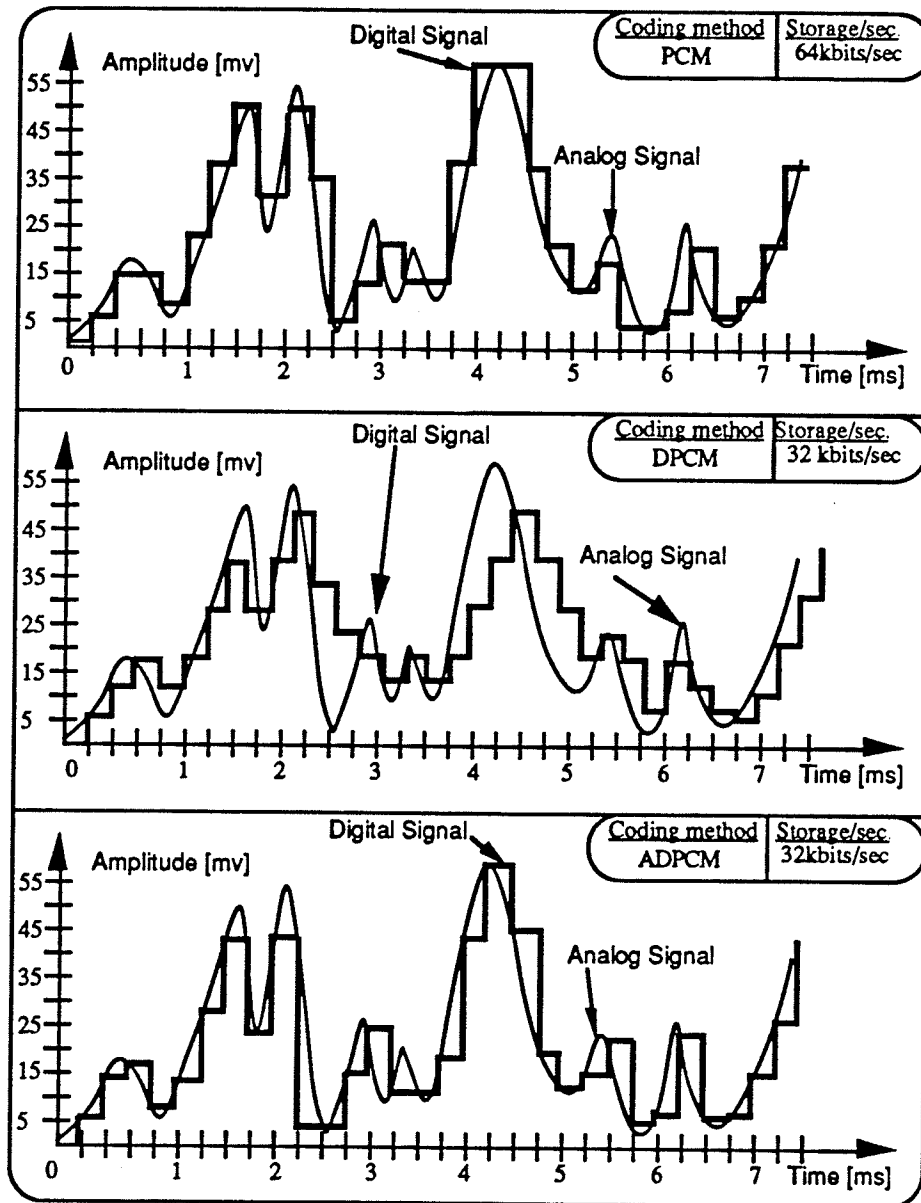 Digital Signal
Coding method Storage/sec.
PCM 64kbits/sec
Amplitude [mv]
55
45
Analog Signal
35
25
15
5
0 1 2 3 4 5 6 7 Time [ms]
Digital Signal
Coding method Storage/sec.
DPCM 32 kbits/sec
Amplitude [mv]
55
45
Analog Signal
35
25
15
5
0 1 2 3 4 5 6 7 Time [ms]
Digital Signal
Coding method Storage/sec.
ADPCM 32kbits/sec
Amplitude [mv]
55
45
Analog Signal
35
25
15
5
0 1 2 3 4 5 6 7 Time [ms]